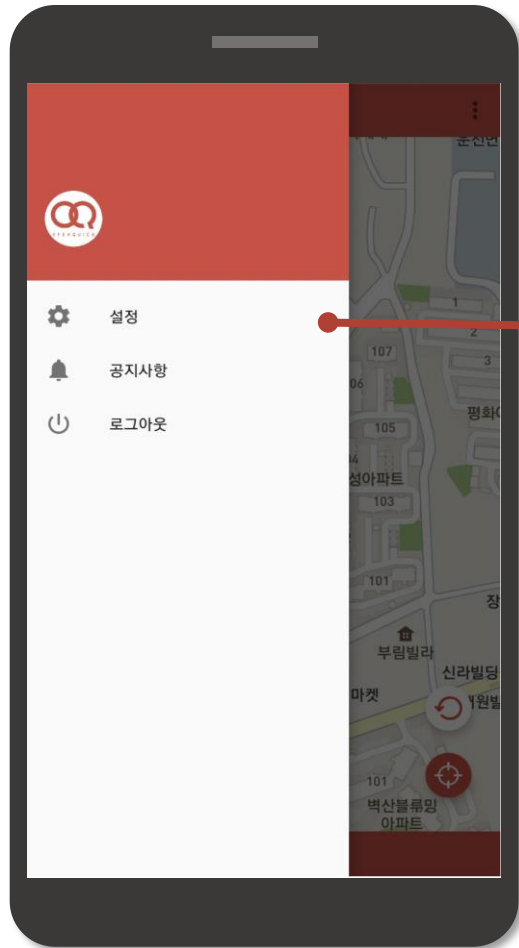 설정
공지사항
로그아웃
1
2
107
3
06
평화
105
성아파트
103
101
장
부림빌라
신라빌딩
마켓
101
벽산블루밍
아파트